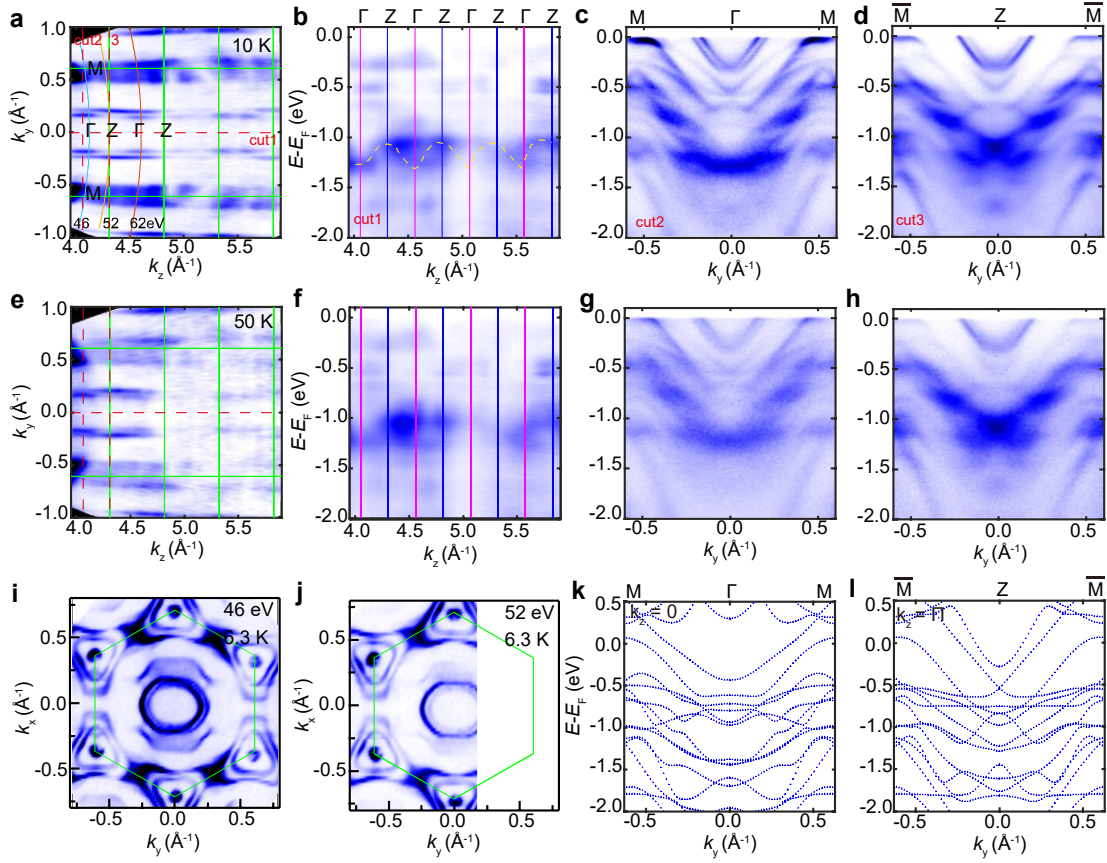 a
1.0
0.5
0.0
-0.5
-1.0
k_y (Å⁻¹)
cut2 3
10 K
M
Γ Z Γ Z
cut1
M
46 52 62eV
4.0 4.5 5.0 5.5
k_z (Å⁻¹)
b
Γ Z Γ Z Γ Z Γ Z
0.0
-0.5
-1.0
-1.5
-2.0
E-E_F (eV)
cut1
4.0 4.5 5.0 5.5
k_z (Å⁻¹)
c
M Γ M
0.0
-0.5
-1.0
-1.5
-2.0
cut2
-0.5 0.0 0.5
k_y (Å⁻¹)
d
M̅ Z M̅
0.0
-0.5
-1.0
-1.5
-2.0
cut3
-0.5 0.0 0.5
k_y (Å⁻¹)
e
1.0
0.5
0.0
-0.5
-1.0
k_y (Å⁻¹)
50 K
4.0 4.5 5.0 5.5
k_z (Å⁻¹)
f
0.0
-0.5
-1.0
-1.5
-2.0
E-E_F (eV)
4.0 4.5 5.0 5.5
k_z (Å⁻¹)
g
0.0
-0.5
-1.0
-1.5
-2.0
-0.5 0.0 0.5
k_y (Å⁻¹)
h
0.0
-0.5
-1.0
-1.5
-2.0
-0.5 0.0 0.5
k_y (Å⁻¹)
i
46 eV
6.3 K
0.5
0.0
-0.5
k_x (Å⁻¹)
-0.5 0.0 0.5
k_y (Å⁻¹)
j
52 eV
6.3 K
0.5
0.0
-0.5
k_x (Å⁻¹)
-0.5 0.0 0.5
k_y (Å⁻¹)
k
M Γ M
k_z = 0
0.5
0.0
-0.5
-1.0
-1.5
-2.0
E-E_F (eV)
-0.5 0.0 0.5
k_y (Å⁻¹)
l
M̅ Z M̅
k_z = Π
0.5
0.0
-0.5
-1.0
-1.5
-2.0
-0.5 0.0 0.5
k_y (Å⁻¹)